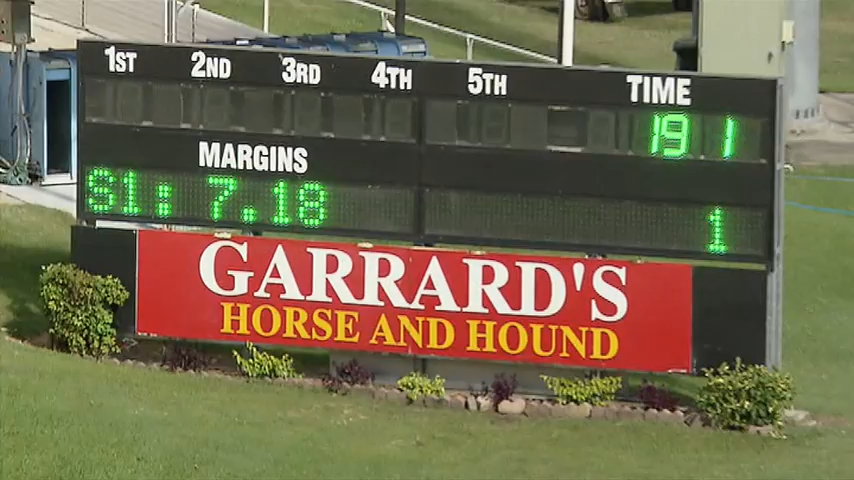 1ST 2ND 3RD 4TH 5TH TIME
19 1
MARGINS
S1: 7.18 1
GARRARD'S
HORSE AND HOUND